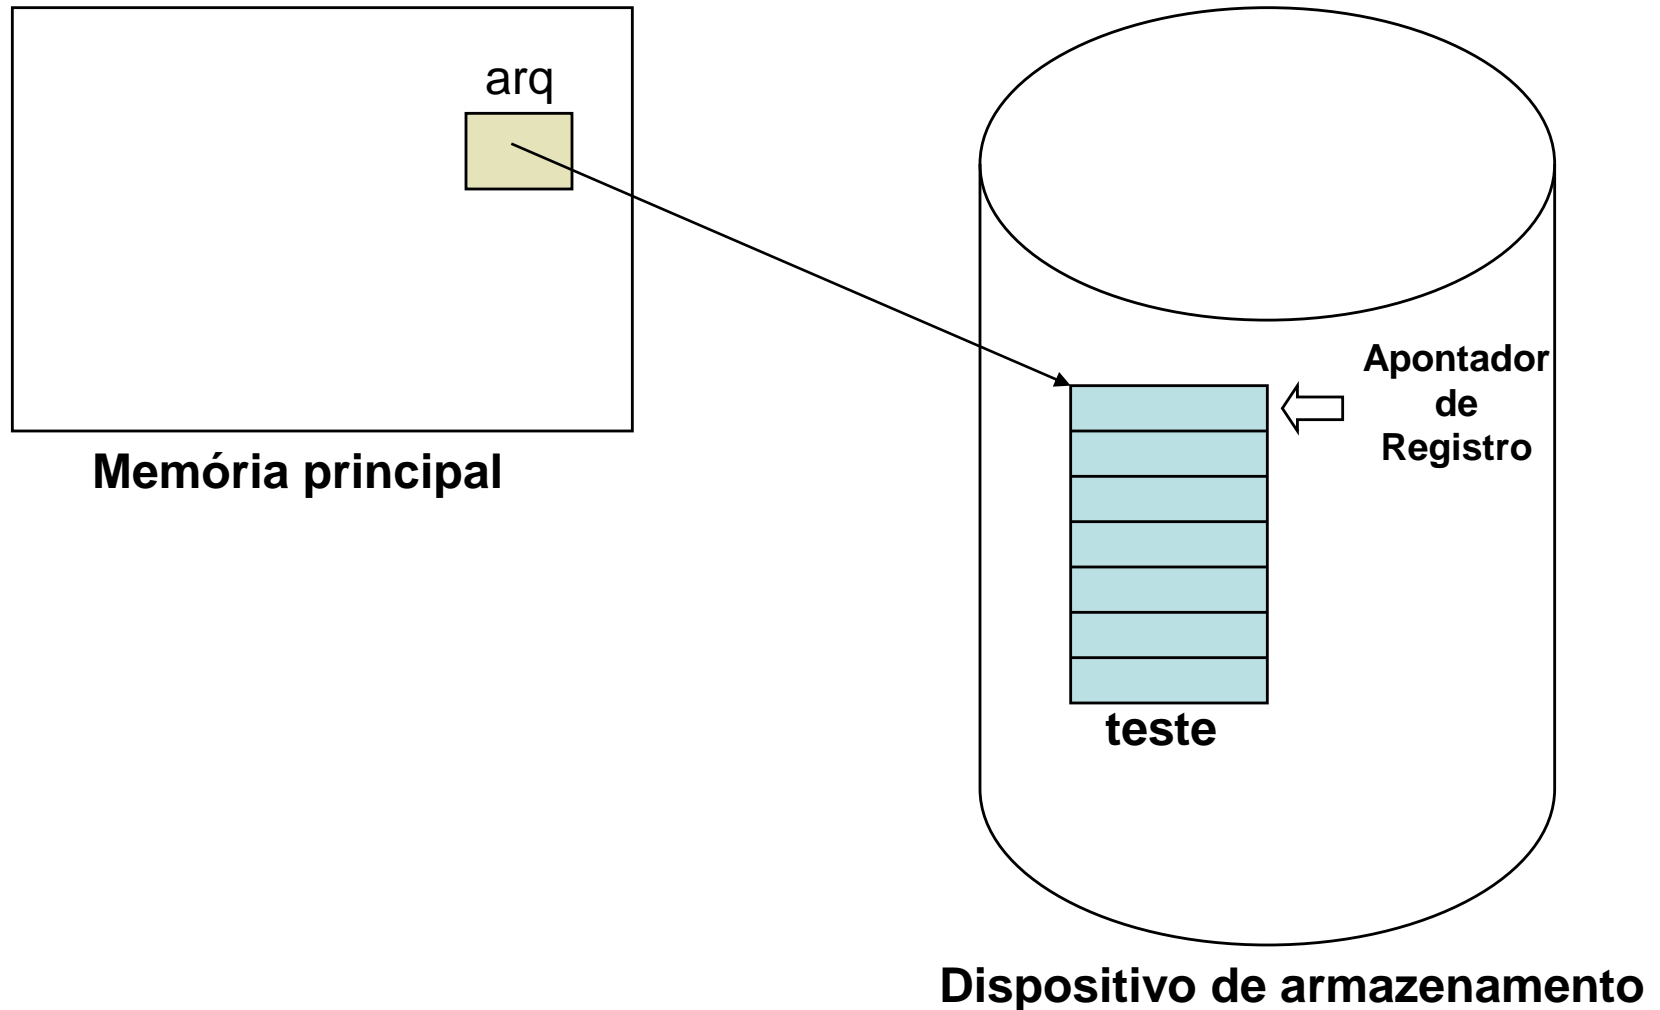 arq
Memória principal
Apontador
de
Registro
teste
Dispositivo de armazenamento